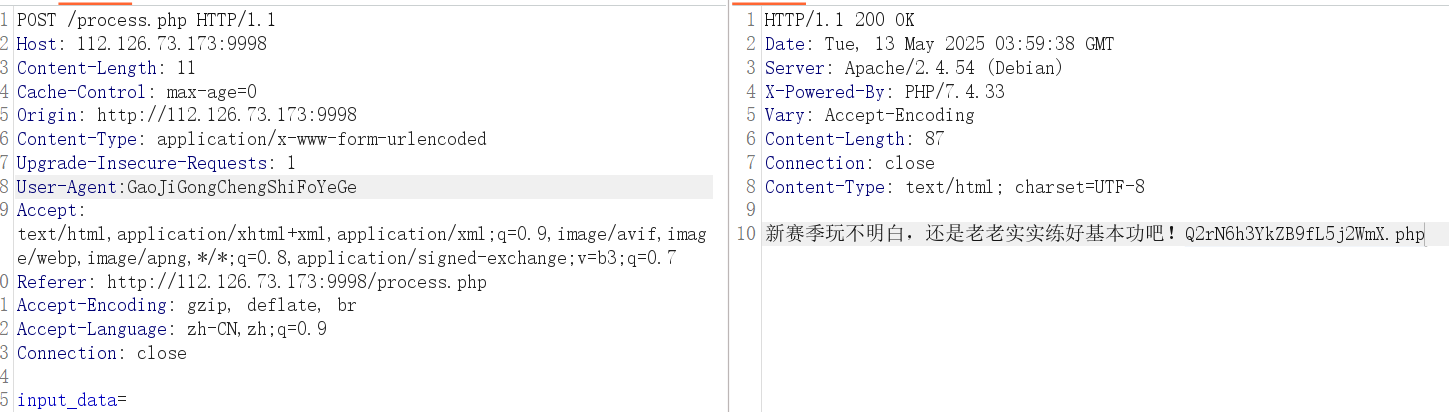 1 POST /process.php HTTP/1.1
2 Host: 112.126.73.173:9998
3 Content-Length: 11
4 Cache-Control: max-age=0
5 Origin: http://112.126.73.173:9998
6 Content-Type: application/x-www-form-urlencoded
7 Upgrade-Insecure-Requests: 1
8 User-Agent:GaoJiGongChengShiFoYeGe
9 Accept:
text/html,application/xhtml+xml,application/xml;q=0.9,image/avif,imag
e/webp,image/apng,*/*;q=0.8,application/signed-exchange;v=b3;q=0.7
0 Referer: http://112.126.73.173:9998/process.php
1 Accept-Encoding: gzip, deflate, br
2 Accept-Language: zh-CN,zh;q=0.9
3 Connection: close
4
5 input_data=
1 HTTP/1.1 200 OK
2 Date: Tue, 13 May 2025 03:59:38 GMT
3 Server: Apache/2.4.54 (Debian)
4 X-Powered-By: PHP/7.4.33
5 Vary: Accept-Encoding
6 Content-Length: 87
7 Connection: close
8 Content-Type: text/html; charset=UTF-8
9
10 新赛季玩不明白，还是老老实实练好基本功吧！Q2rN6h3YkZB9fL5j2WmX.php